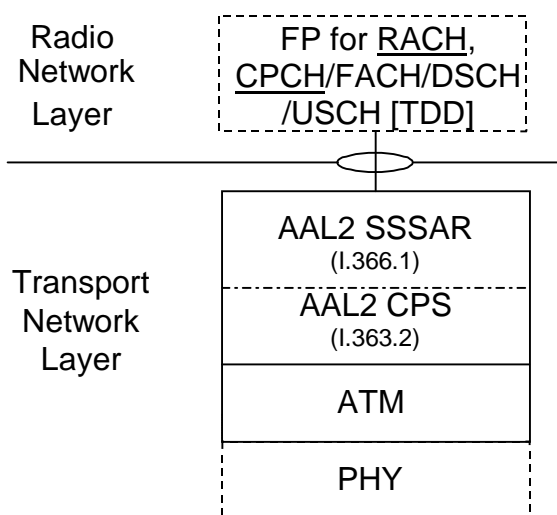 Radio
Network
Layer
FP for RACH,
CPCH/FACH/DSCH
/USCH [TDD]
Transport
Network
Layer
AAL2 SSSAR
(I.366.1)
AAL2 CPS
(I.363.2)
ATM
PHY